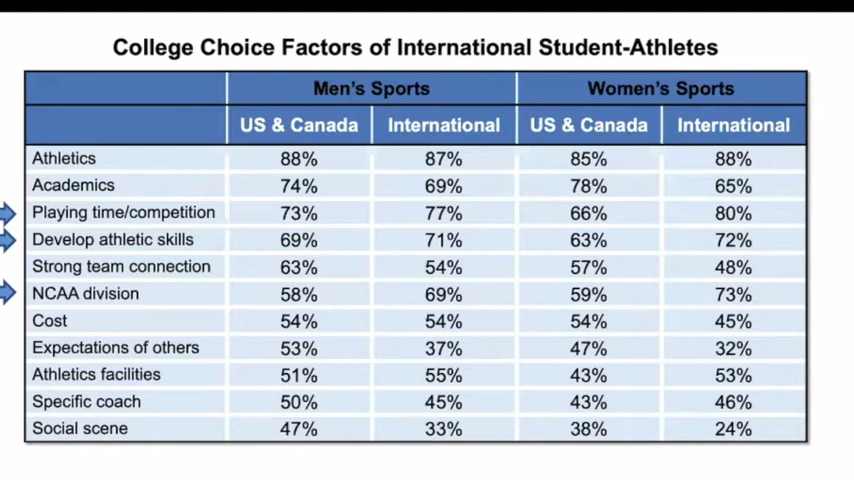 College Choice Factors of International Student-Athletes
Men's Sports Women's Sports
US & Canada International US & Canada International
Athletics 88% 87% 85% 88%
Academics 74% 69% 78% 65%
Playing time/competition 73% 77% 66% 80%
Develop athletic skills 69% 71% 63% 72%
Strong team connection 63% 54% 57% 48%
NCAA division 58% 69% 59% 73%
Cost 54% 54% 54% 45%
Expectations of others 53% 37% 47% 32%
Athletics facilities 51% 55% 43% 53%
Specific coach 50% 45% 43% 46%
Social scene 47% 33% 38% 24%